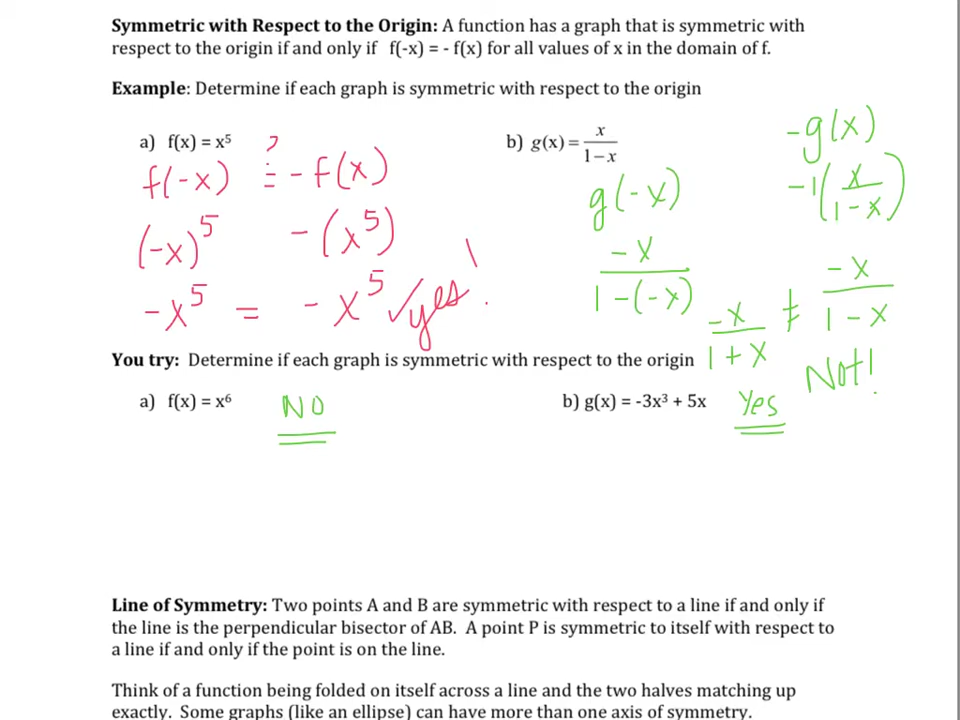 Symmetric with Respect to the Origin: A function has a graph that is symmetric with
respect to the origin if and only if f(-x) = - f(x) for all values of x in the domain of f.
Example: Determine if each graph is symmetric with respect to the origin
a) f(x) = x⁵
f(-x) ≟ - f(x)
(-x)⁵ - (x⁵)
-x⁵ = - x⁵ ✓ yes!
b) g(x) = x/(1−x)
g(-x)
-x/(1-(-x))
-x/(1+x) ≠ -x/(1-x)
-g(x)
-1(x/(1-x))
Not!
You try: Determine if each graph is symmetric with respect to the origin
a) f(x) = x⁶ NO
b) g(x) = -3x³ + 5x Yes
Line of Symmetry: Two points A and B are symmetric with respect to a line if and only if
the line is the perpendicular bisector of AB. A point P is symmetric to itself with respect to
a line if and only if the point is on the line.
Think of a function being folded on itself across a line and the two halves matching up
exactly. Some graphs (like an ellipse) can have more than one axis of symmetry.